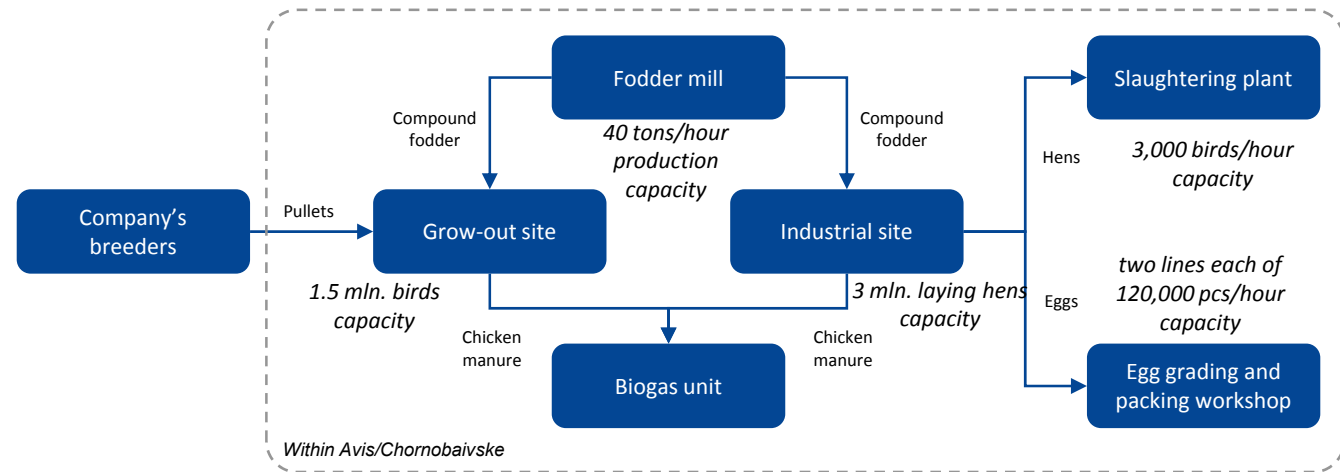 Fodder mill
Slaughtering plant
Compound
fodder
40 tons/hour
production
capacity
Compound
fodder
Hens
3,000 birds/hour
capacity
Company’s
breeders
Pullets
Grow-out site
Industrial site
1.5 mln. birds
capacity
3 mln. laying hens
capacity
Eggs
two lines each of
120,000 pcs/hour
capacity
Chicken
manure
Chicken
manure
Biogas unit
Egg grading and
packing workshop
Within Avis/Chornobaivske